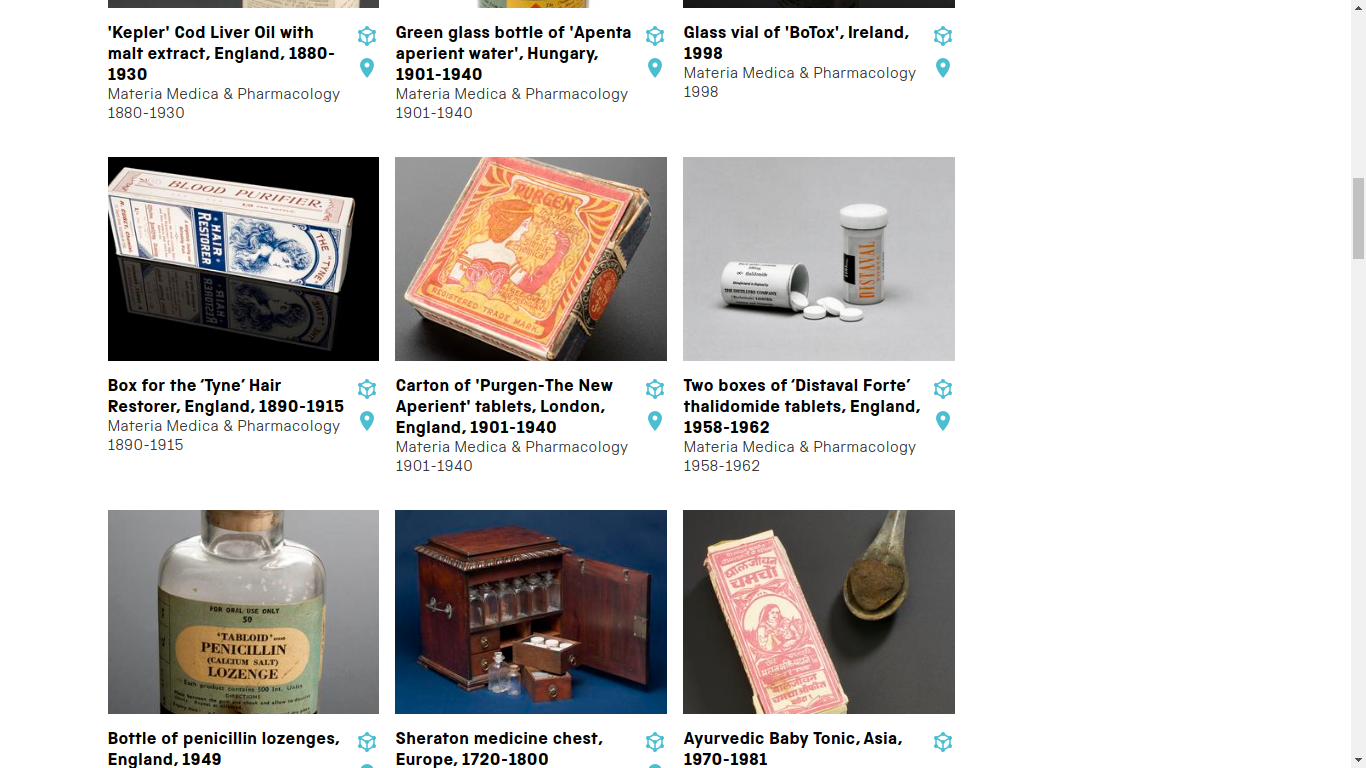 'Kepler' Cod Liver Oil with
malt extract, England, 1880-
1930
Materia Medica & Pharmacology
1880-1930
Green glass bottle of 'Apenta
aperient water', Hungary,
1901-1940
Materia Medica & Pharmacology
1901-1940
Glass vial of 'BoTox', Ireland,
1998
Materia Medica & Pharmacology
1998
BLOOD PURIFIER.
HAIR
RESTORER
THE "TYNE"
PURGEN
REGISTERED TRADE MARK
DISTAVAL
THE DISTILLERS COMPANY
Box for the ‘Tyne’ Hair
Restorer, England, 1890-1915
Materia Medica & Pharmacology
1890-1915
Carton of 'Purgen-The New
Aperient' tablets, London,
England, 1901-1940
Materia Medica & Pharmacology
1901-1940
Two boxes of ‘Distaval Forte’
thalidomide tablets, England,
1958-1962
Materia Medica & Pharmacology
1958-1962
FOR ORAL USE ONLY
50
'TABLOID'
PENICILLIN
(CALCIUM SALT)
LOZENGE
Each product contains 500 Int. Units
DIRECTIONS
चमचा
Bottle of penicillin lozenges,
England, 1949
Sheraton medicine chest,
Europe, 1720-1800
Ayurvedic Baby Tonic, Asia,
1970-1981